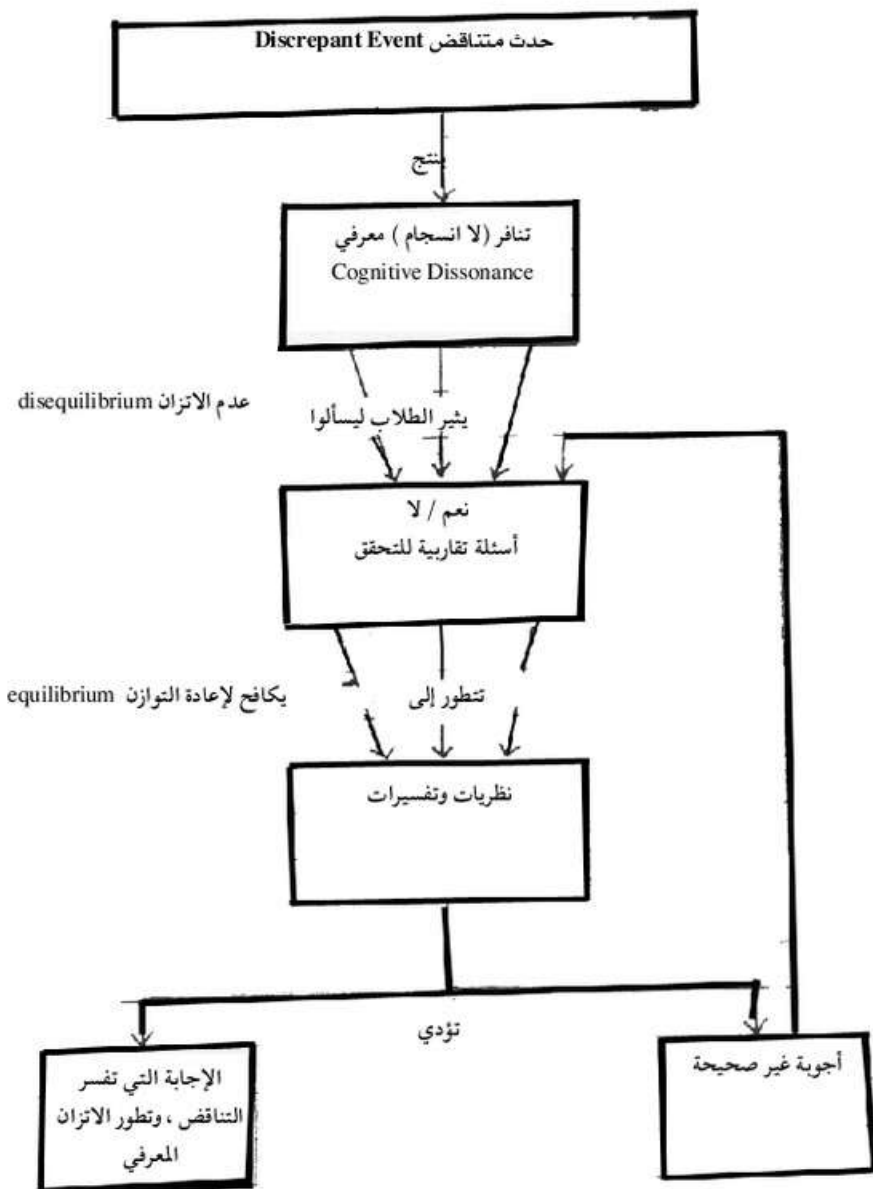 حدث متناقض Discrepant Event
ينتج
تنافر (لا انسجام ) معرفي
Cognitive Dissonance
عدم الاتزان disequilibrium
يثير الطلاب ليسألوا
نعم / لا
أسئلة تقاربية للتحقق
يكافح لإعادة التوازن equilibrium
تتطور إلى
نظريات وتفسيرات
تؤدي
أجوبة غير صحيحة
الإجابة التي تفسر
التناقض ، وتطور الاتزان
المعرفي